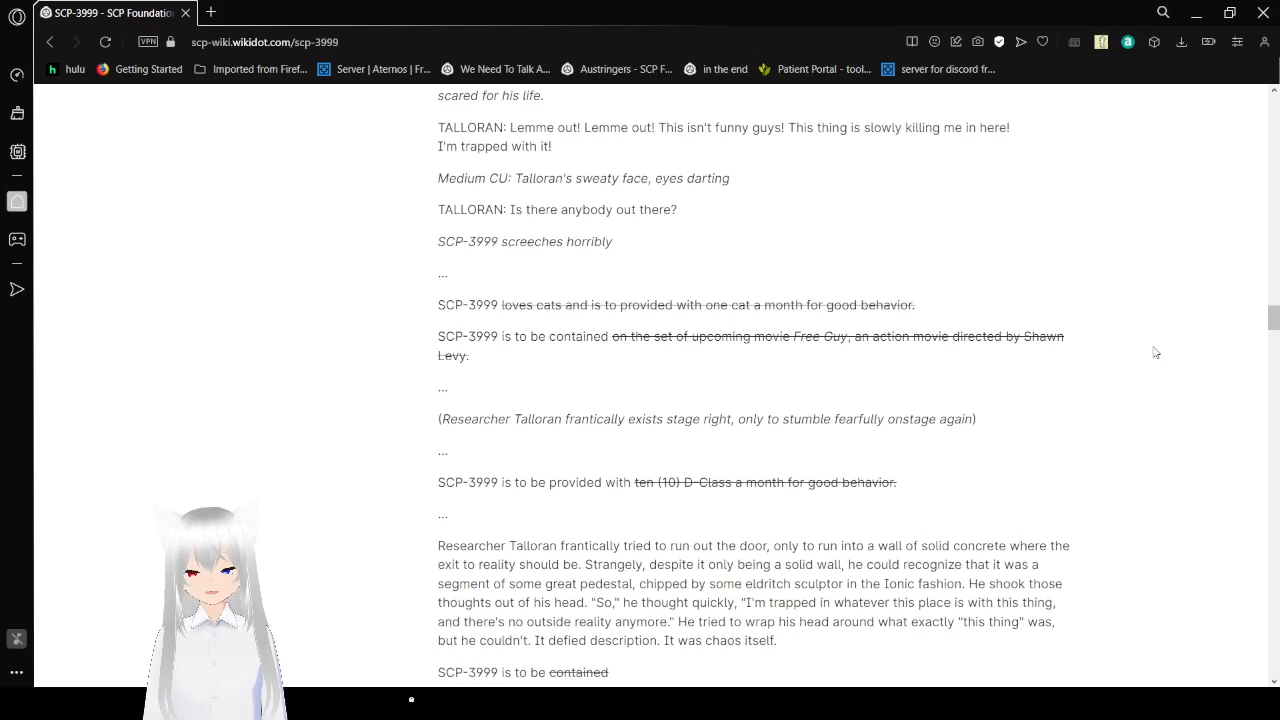 SCP-3999 - SCP Foundation
VPN
scp-wiki.wikidot.com/scp-3999
h hulu
Getting Started
Imported from Firef...
Server | Aternos | Fr...
We Need To Talk A...
Austringers - SCP F...
in the end
Patient Portal - tool...
server for discord fr...
scared for his life.
TALLORAN: Lemme out! Lemme out! This isn't funny guys! This thing is slowly killing me in here!
I'm trapped with it!
Medium CU: Talloran's sweaty face, eyes darting
TALLORAN: Is there anybody out there?
SCP-3999 screeches horribly
...
SCP-3999 loves cats and is to provided with one cat a month for good behavior.
SCP-3999 is to be contained on the set of upcoming movie Free Guy, an action movie directed by Shawn
Levy.
...
(Researcher Talloran frantically exists stage right, only to stumble fearfully onstage again)
...
SCP-3999 is to be provided with ten (10) D-Class a month for good behavior.
...
Researcher Talloran frantically tried to run out the door, only to run into a wall of solid concrete where the
exit to reality should be. Strangely, despite it only being a solid wall, he could recognize that it was a
segment of some great pedestal, chipped by some eldritch sculptor in the Ionic fashion. He shook those
thoughts out of his head. "So," he thought quickly, "I'm trapped in whatever this place is with this thing,
and there's no outside reality anymore." He tried to wrap his head around what exactly "this thing" was,
but he couldn't. It defied description. It was chaos itself.
SCP-3999 is to be contained